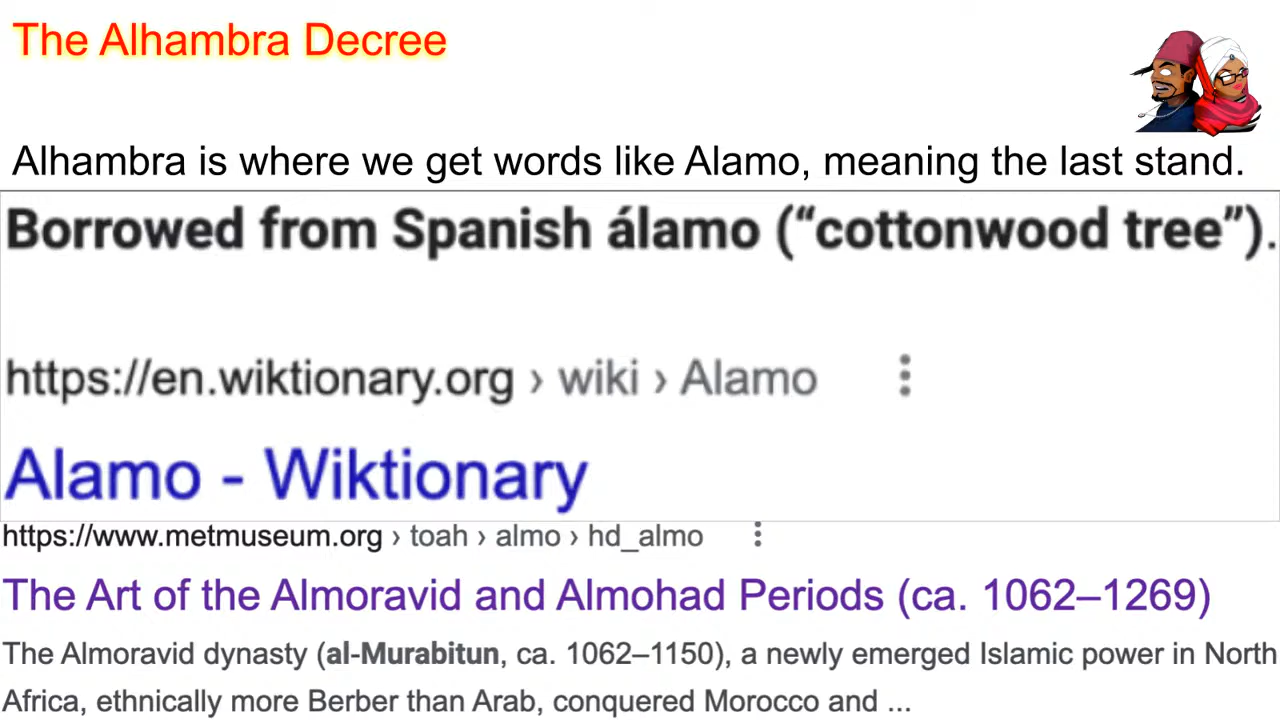 The Alhambra Decree
Alhambra is where we get words like Alamo, meaning the last stand.
Borrowed from Spanish álamo (“cottonwood tree”).
https://en.wiktionary.org › wiki › Alamo
Alamo - Wiktionary
https://www.metmuseum.org › toah › almo › hd_almo
The Art of the Almoravid and Almohad Periods (ca. 1062–1269)
The Almoravid dynasty (al-Murabitun, ca. 1062–1150), a newly emerged Islamic power in North
Africa, ethnically more Berber than Arab, conquered Morocco and ...